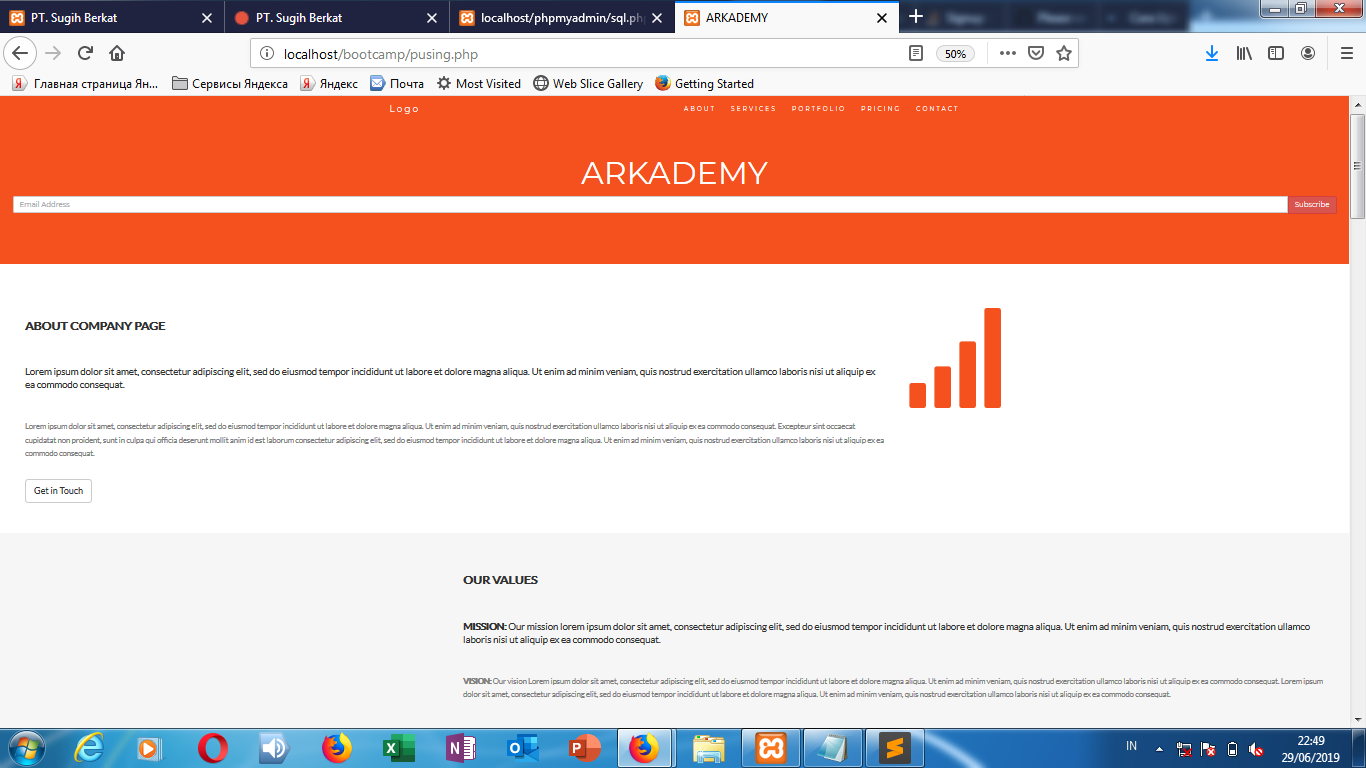 PT. Sugih Berkat
PT. Sugih Berkat
localhost/phpmyadmin/sql.ph
ARKADEMY
localhost/bootcamp/pusing.php
50%
Главная страница Ян...
Сервисы Яндекса
Яндекс
Почта
Most Visited
Web Slice Gallery
Getting Started
Logo
ABOUT SERVICES PORTFOLIO PRICING CONTACT
ARKADEMY
Email Address
Subscribe
ABOUT COMPANY PAGE
Lorem ipsum dolor sit amet, consectetur adipiscing elit, sed do eiusmod tempor incididunt ut labore et dolore magna aliqua. Ut enim ad minim veniam, quis nostrud exercitation ullamco laboris nisi ut aliquip ex
ea commodo consequat.
Lorem ipsum dolor sit amet, consectetur adipiscing elit, sed do eiusmod tempor incididunt ut labore et dolore magna aliqua. Ut enim ad minim veniam, quis nostrud exercitation ullamco laboris nisi ut aliquip ex ea commodo consequat. Excepteur sint occaecat
cupidatat non proident, sunt in culpa qui officia deserunt mollit anim id est laborum consectetur adipiscing elit, sed do eiusmod tempor incididunt ut labore et dolore magna aliqua. Ut enim ad minim veniam, quis nostrud exercitation ullamco laboris nisi ut aliquip ex ea
commodo consequat.
Get in Touch
OUR VALUES
MISSION: Our mission lorem ipsum dolor sit amet, consectetur adipiscing elit, sed do eiusmod tempor incididunt ut labore et dolore magna aliqua. Ut enim ad minim veniam, quis nostrud exercitation ullamco
laboris nisi ut aliquip ex ea commodo consequat.
VISION: Our vision Lorem ipsum dolor sit amet, consectetur adipiscing elit, sed do eiusmod tempor incididunt ut labore et dolore magna aliqua. Ut enim ad minim veniam, quis nostrud exercitation ullamco laboris nisi ut aliquip ex ea commodo consequat. Lorem ipsum
dolor sit amet, consectetur adipiscing elit, sed do eiusmod tempor incididunt ut labore et dolore magna aliqua. Ut enim ad minim veniam, quis nostrud exercitation ullamco laboris nisi ut aliquip ex ea commodo consequat.
IN
22:49
29/06/2019